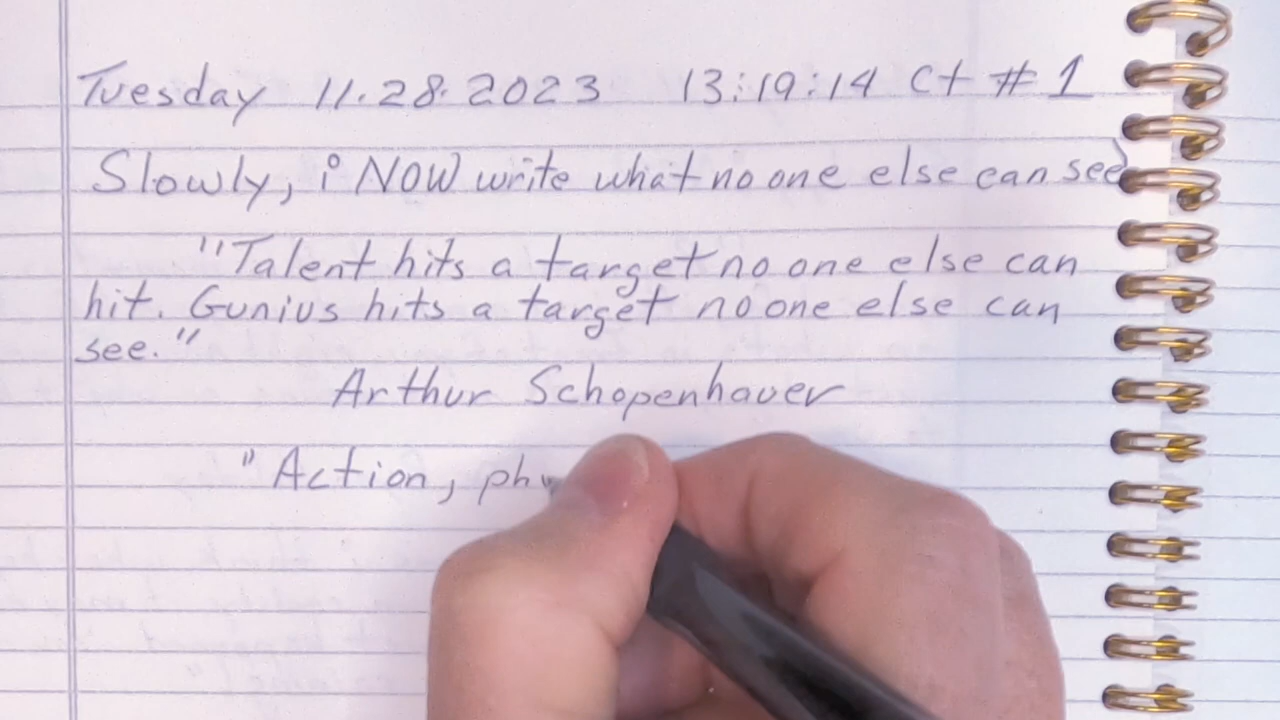 Tuesday 11.28.2023 13:19:14 Ct # 1
Slowly, i NOW write what no one else can see
"Talent hits a target no one else can
hit. Gunius hits a target no one else can
see."
Arthur Schopenhauer
"Action,